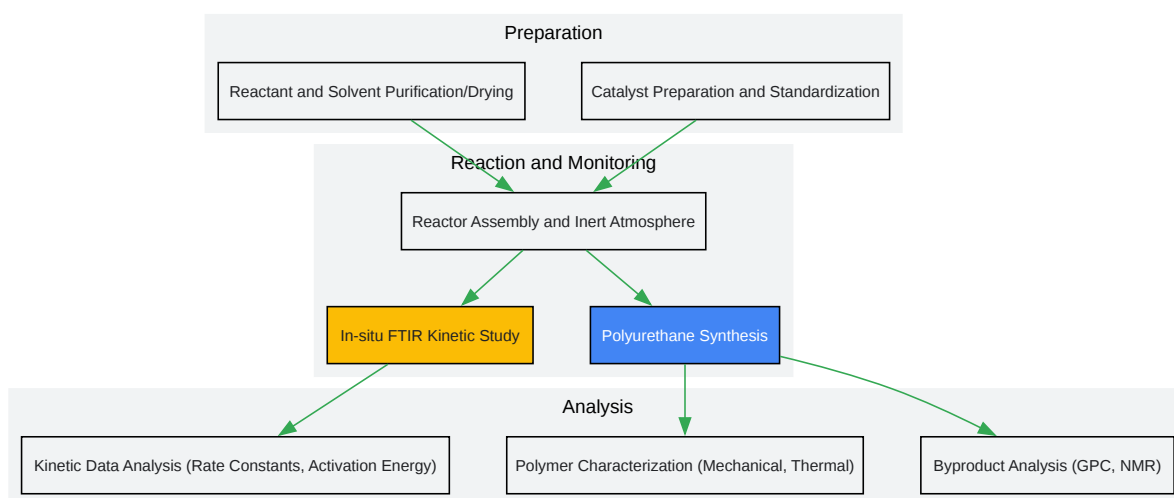 Preparation
Reactant and Solvent Purification/Drying
Catalyst Preparation and Standardization
Reaction and Monitoring
Reactor Assembly and Inert Atmosphere
In-situ FTIR Kinetic Study
Polyurethane Synthesis
Analysis
Kinetic Data Analysis (Rate Constants, Activation Energy)
Polymer Characterization (Mechanical, Thermal)
Byproduct Analysis (GPC, NMR)